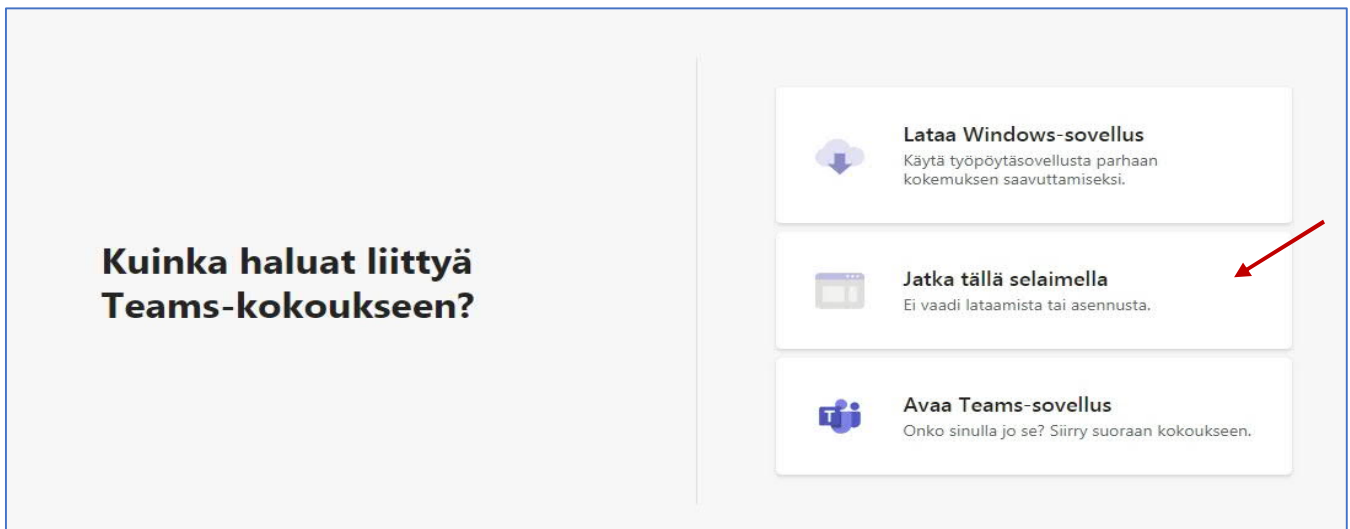 Kuinka haluat liittyä
Teams-kokoukseen?
Lataa Windows-sovellus
Käytä työpöytäsovellusta parhaan
kokemuksen saavuttamiseksi.
Jatka tällä selaimella
Ei vaadi lataamista tai asennusta.
Avaa Teams-sovellus
Onko sinulla jo se? Siirry suoraan kokoukseen.